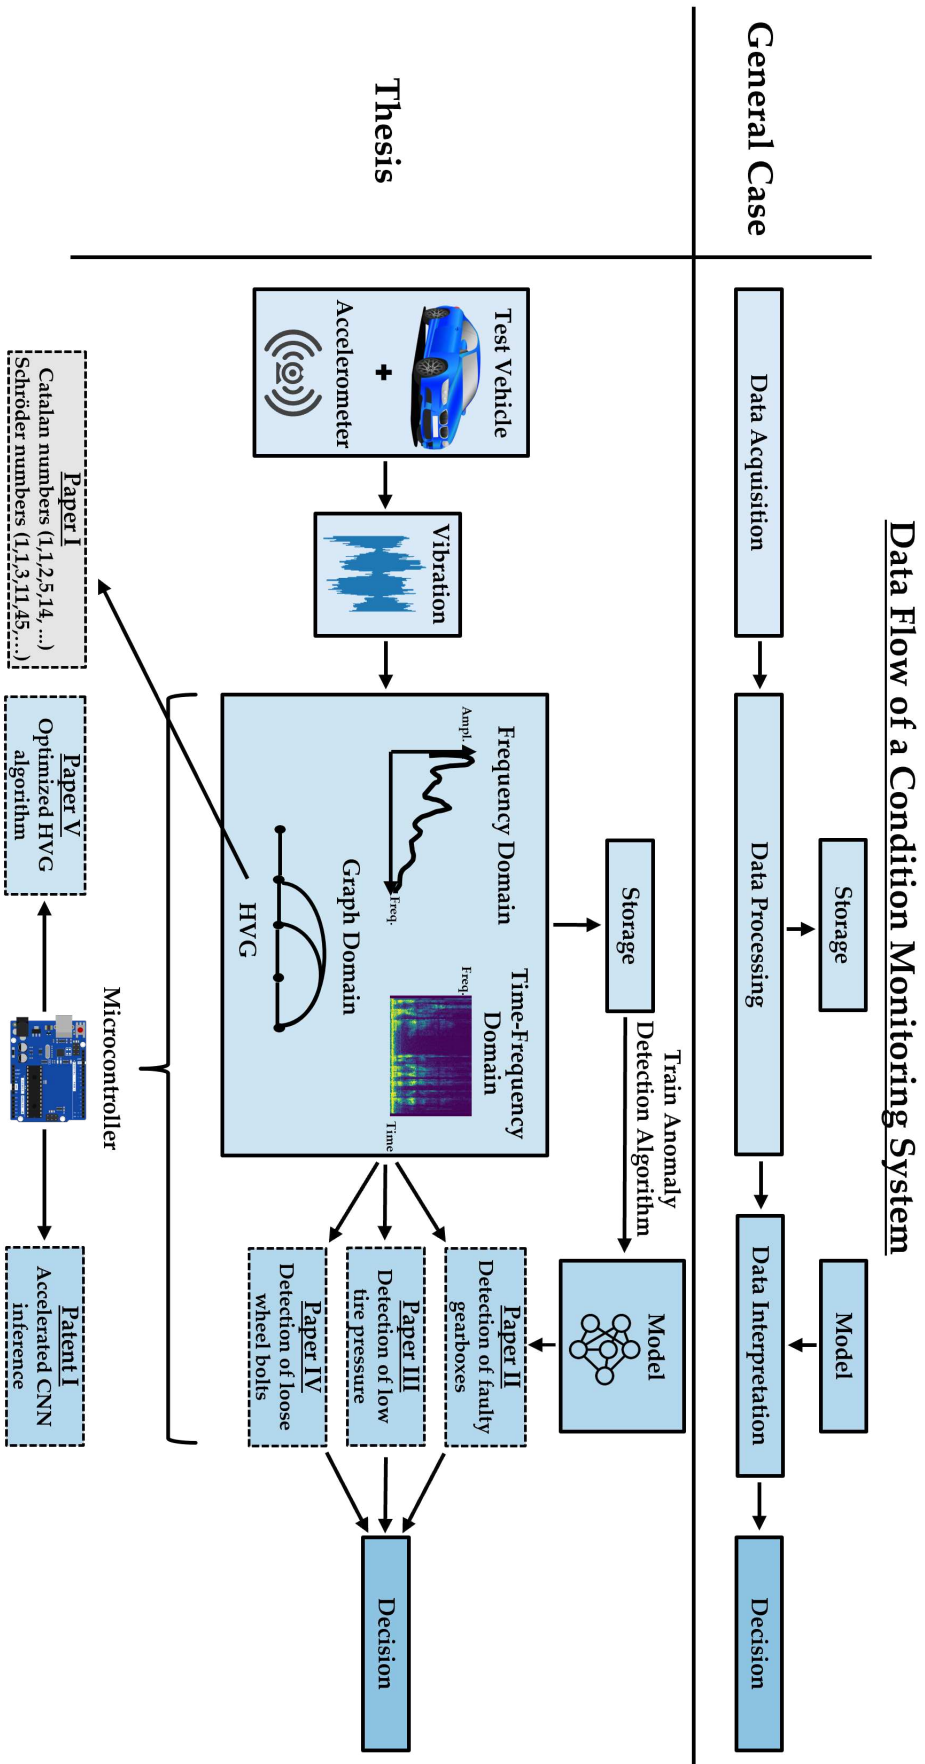 Data Flow of a Condition Monitoring System
General Case
Data Acquisition
Data Processing
Storage
Data Interpretation
Model
Decision
Thesis
Test Vehicle
+
Accelerometer
Vibration
Frequency Domain
Ampl.
Freq.
Time-Frequency
Domain
Freq.
Time
Graph Domain
HVG
Storage
Train Anomaly
Detection Algorithm
Model
Paper II
Detection of faulty
gearboxes
Paper III
Detection of low
tire pressure
Paper IV
Detection of loose
wheel bolts
Decision
Microcontroller
Paper I
Catalan numbers (1,1,2,5,14, ...)
Schröder numbers (1,1,3,11,45,...)
Paper V
Optimized HVG
algorithm
Patent I
Accelerated CNN
inference